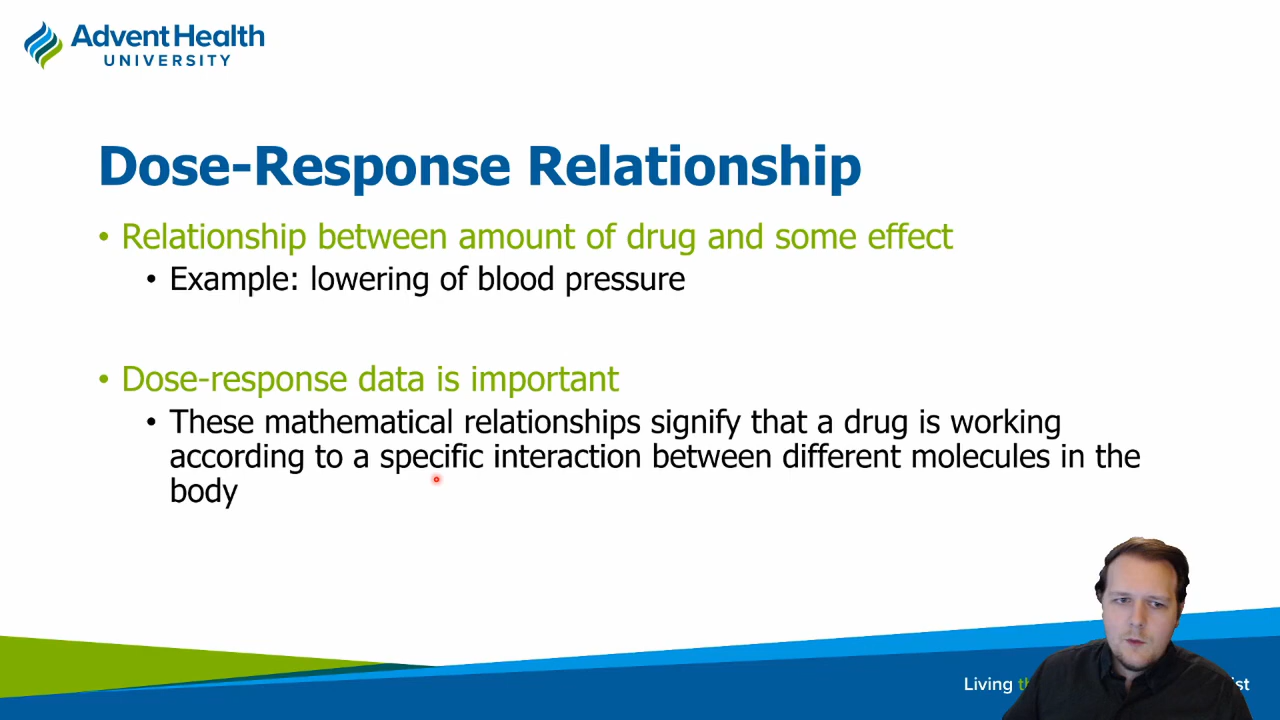 AdventHealth
UNIVERSITY
Dose-Response Relationship
• Relationship between amount of drug and some effect
• Example: lowering of blood pressure
• Dose-response data is important
• These mathematical relationships signify that a drug is working
according to a specific interaction between different molecules in the
body
Living